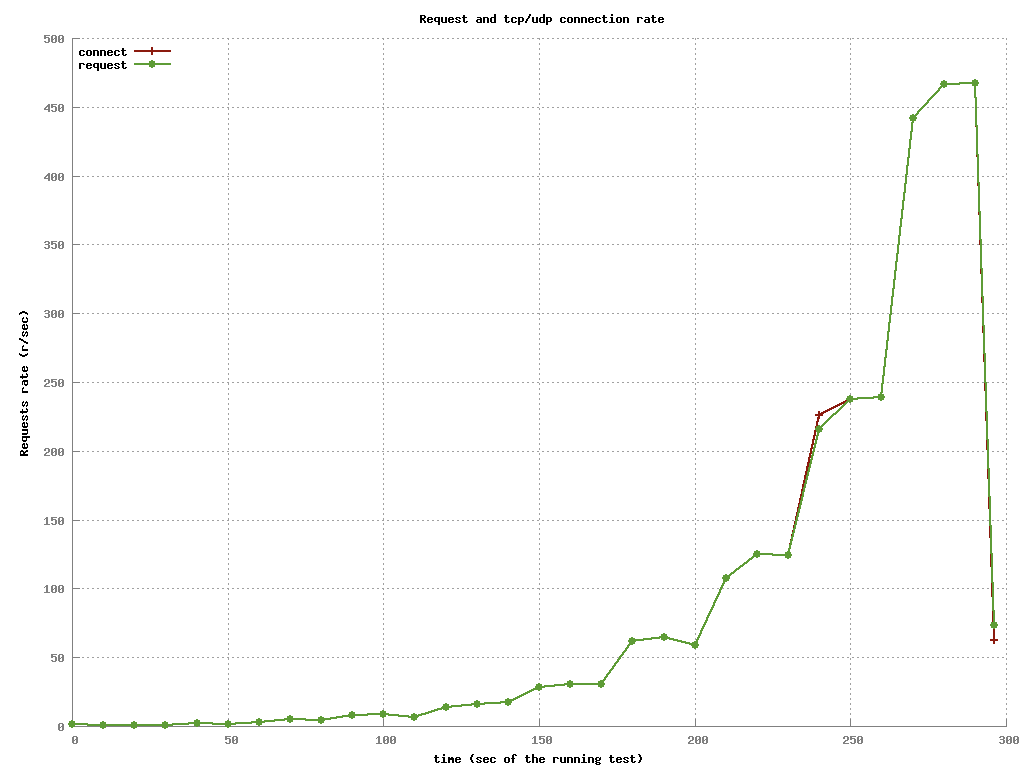 Request and tcp/udp connection rate
500
connect
request
450
400
350
300
250
200
150
100
50
0
Requests rate (r/sec)
0 50 100 150 200 250 300
time (sec of the running test)